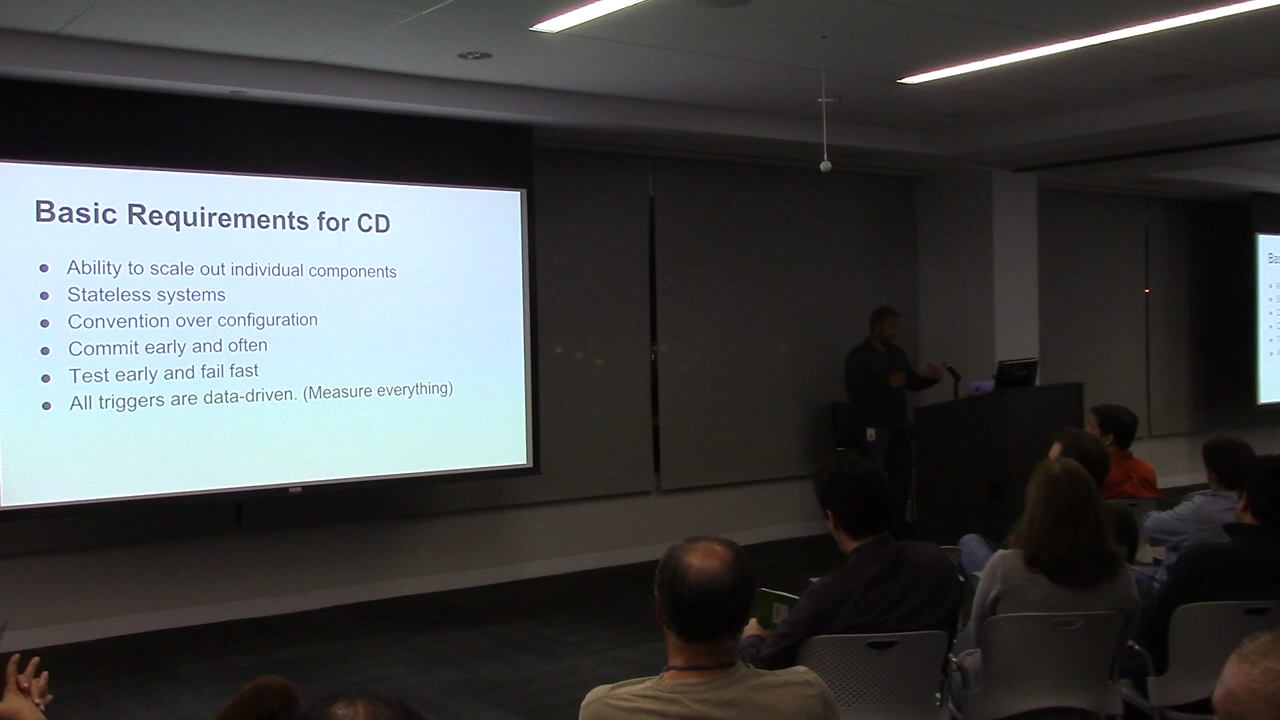 Basic Requirements for CD
● Ability to scale out individual components
● Stateless systems
● Convention over configuration
● Commit early and often
● Test early and fail fast
● All triggers are data-driven. (Measure everything)